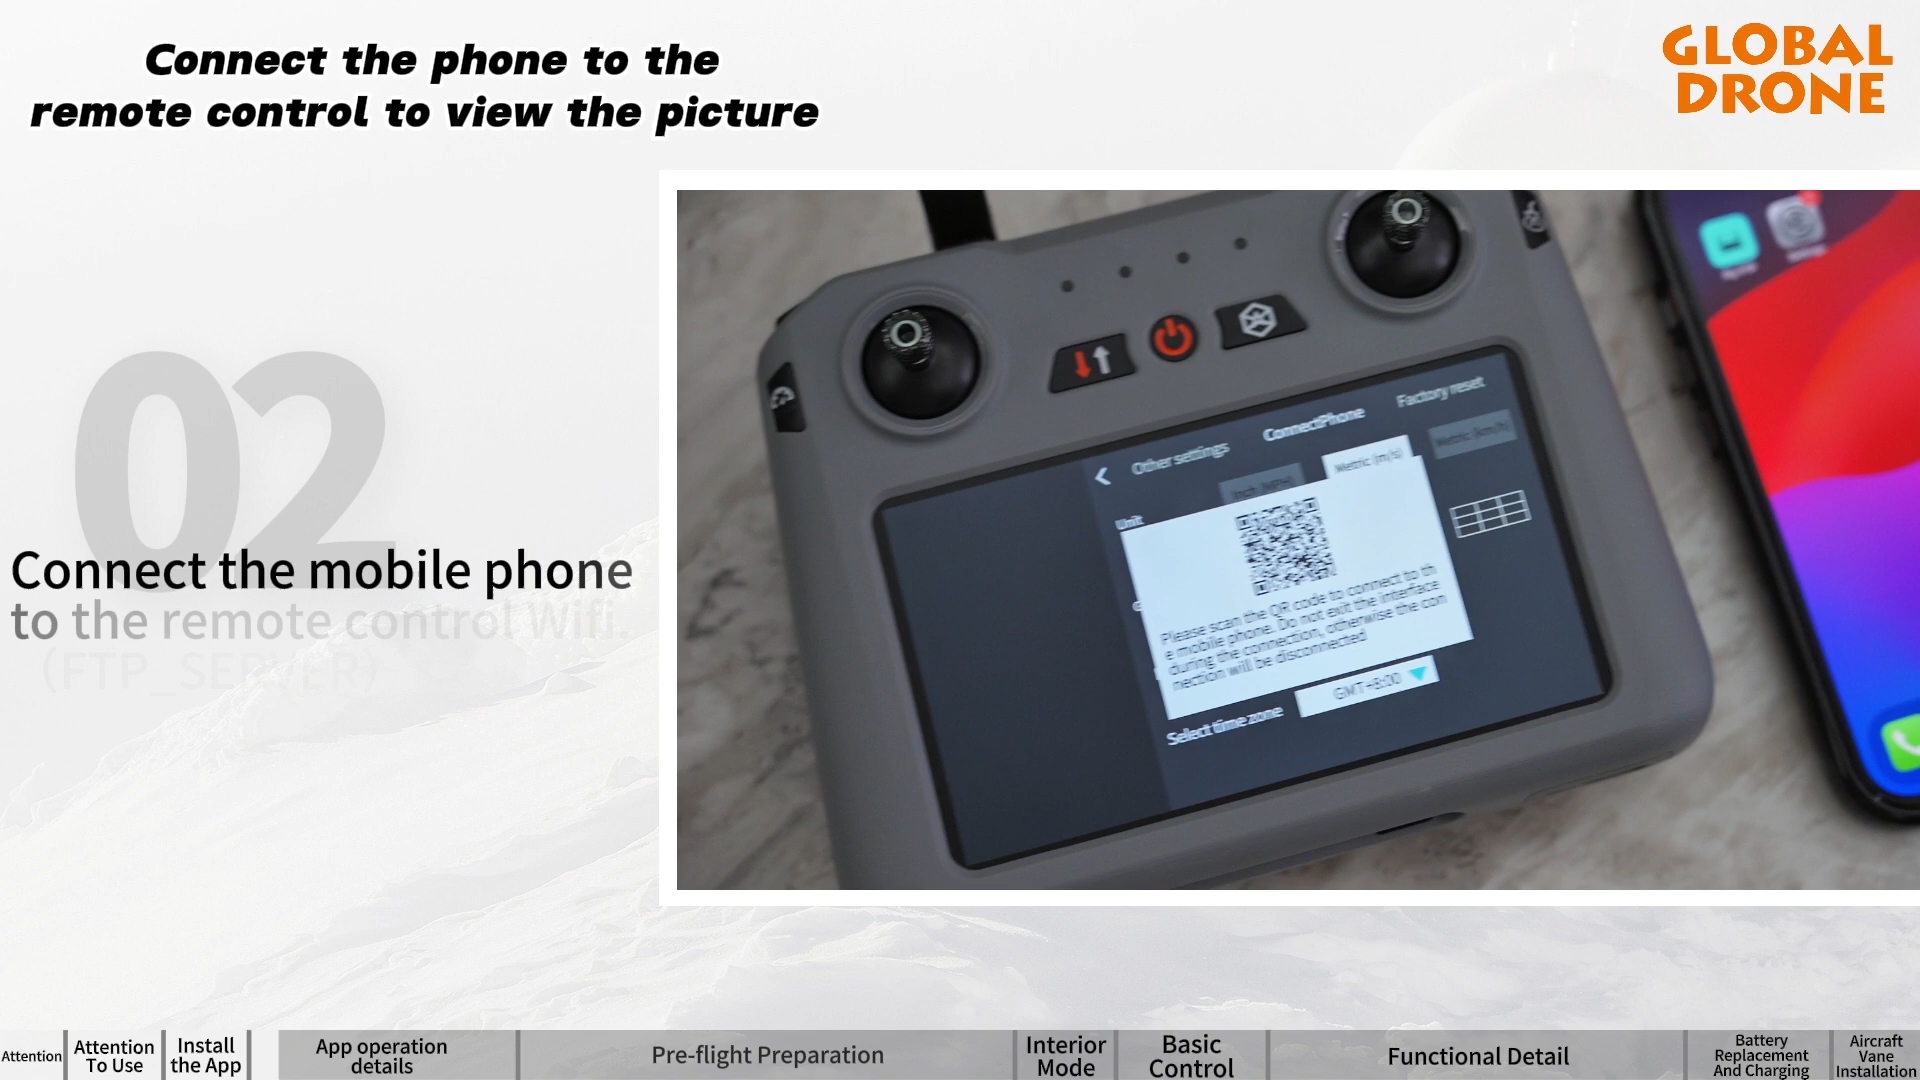 Connect the phone to the
remote control to view the picture
GLOBAL
DRONE
02
Connect the mobile phone
to the remote control Wifi.
(FTP_SERVER)
Other settings
ConnectPhone
Factory reset
Unit
Inch (MPH)
Metric (m/s)
Metric (km/h)
Please scan the QR code to connect to th
e mobile phone. Do not exit the interface
during the connection, otherwise the con
nection will be disconnected
Select time zone
GMT+8:00
Attention
Attention
To Use
Install
the App
App operation
details
Pre-flight Preparation
Interior
Mode
Basic
Control
Functional Detail
Battery
Replacement
And Charging
Aircraft
Vane
Installation